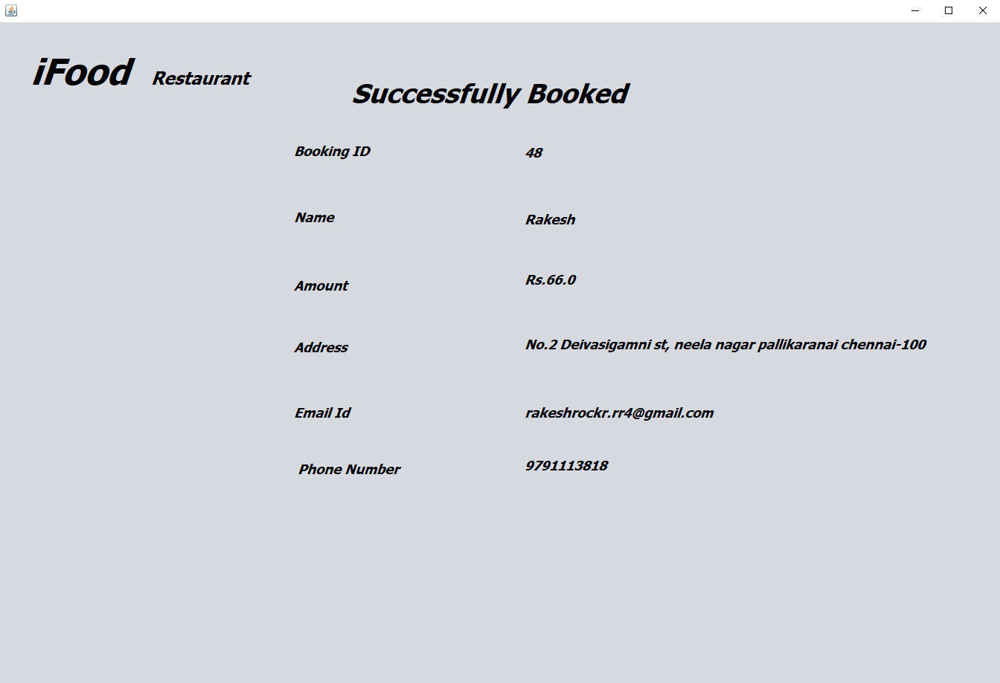 iFood Restaurant
Successfully Booked
Booking ID 48
Name Rakesh
Amount Rs.66.0
Address No.2 Deivasigamni st, neela nagar pallikaranai chennai-100
Email Id rakeshrockr.rr4@gmail.com
Phone Number 9791113818